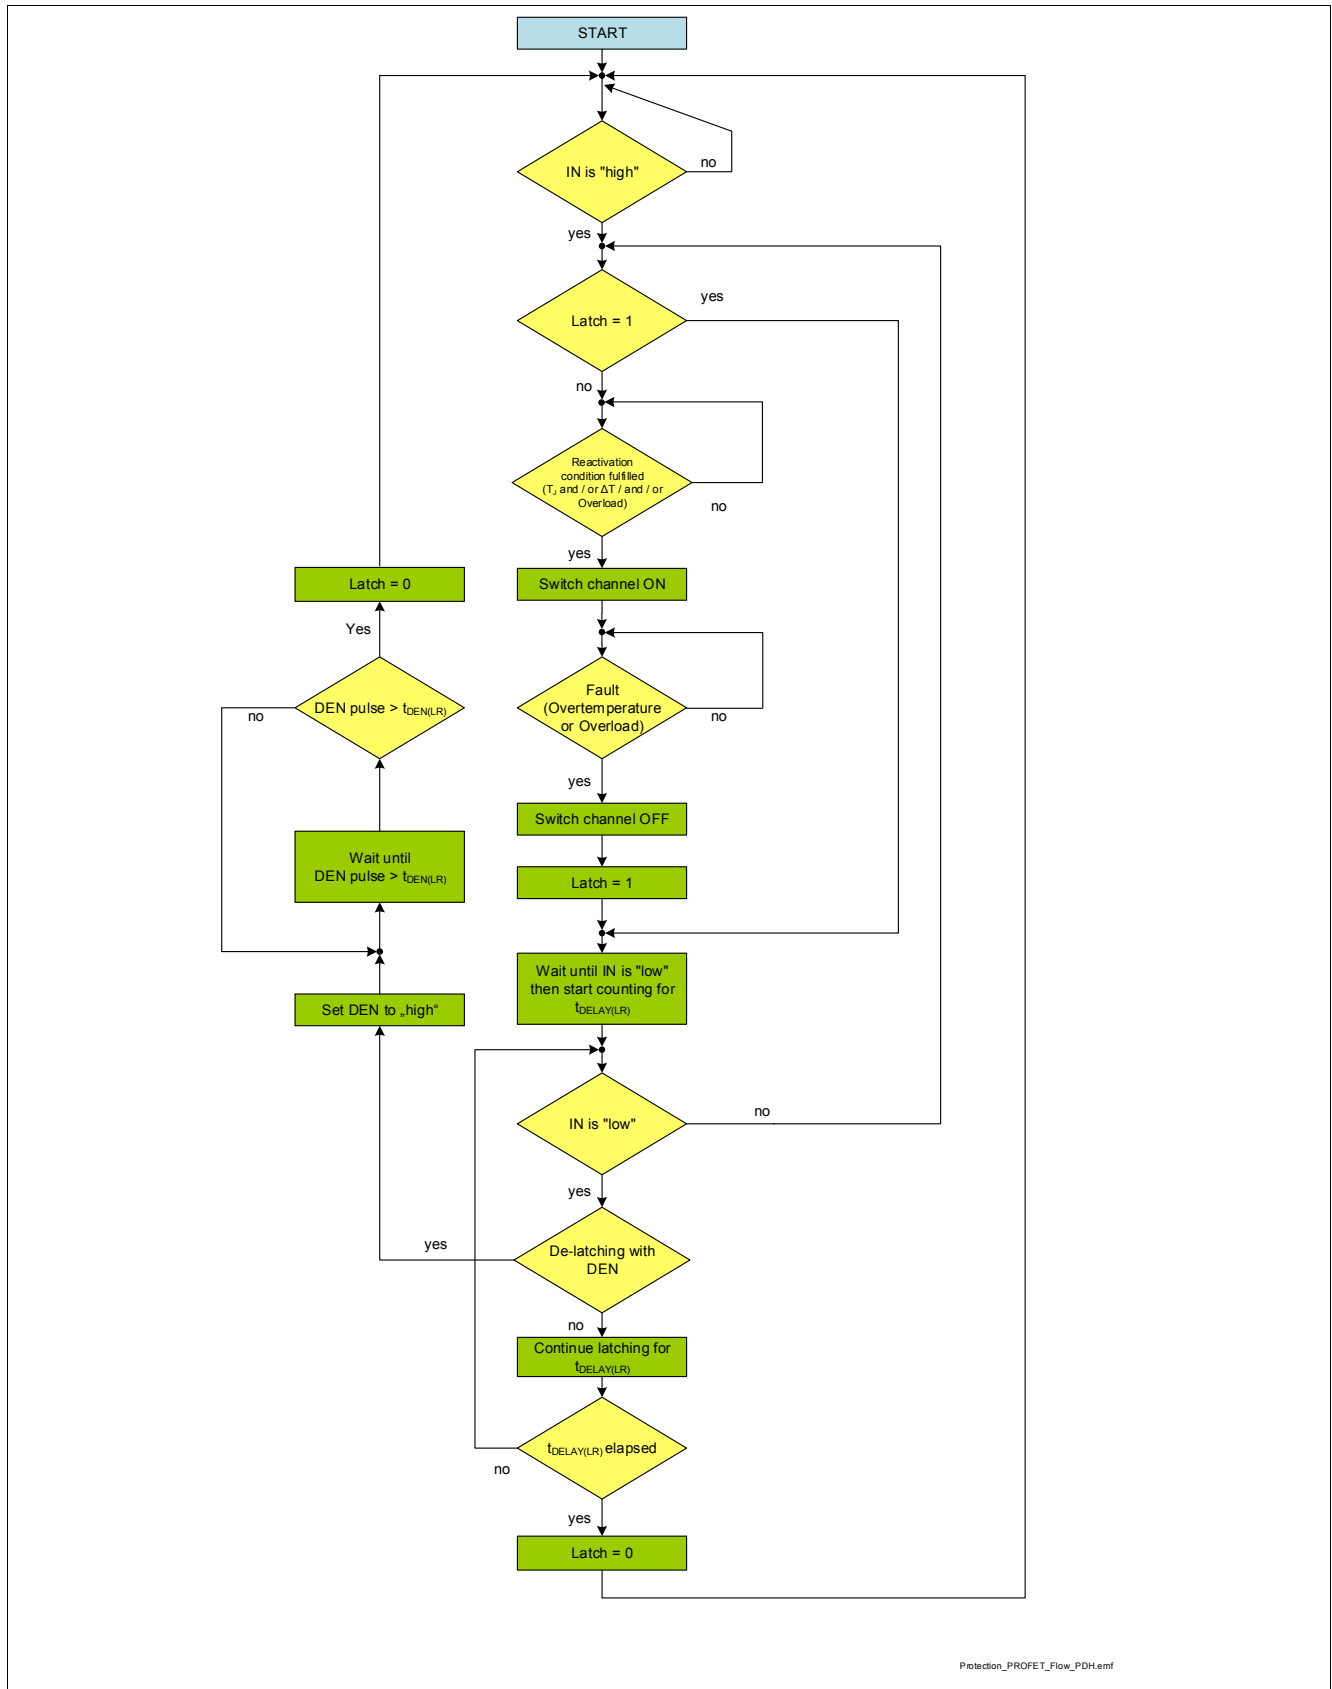 START
IN is "high"
no
yes
Latch = 1
yes
no
Reactivation
condition fulfilled
(TJ and / or ΔT / and / or
Overload)
no
yes
Switch channel ON
Fault
(Overtemperature
or Overload)
no
yes
Switch channel OFF
Latch = 1
Wait until IN is "low"
then start counting for
tDELAY(LR)
IN is "low"
no
yes
De-latching with
DEN
yes
no
Continue latching for
tDELAY(LR)
tDELAY(LR) elapsed
no
yes
Latch = 0
Set DEN to „high“
Wait until
DEN pulse > tDEN(LR)
DEN pulse > tDEN(LR)
no
Yes
Latch = 0
Protection_PROFET_Flow_PDH.emf